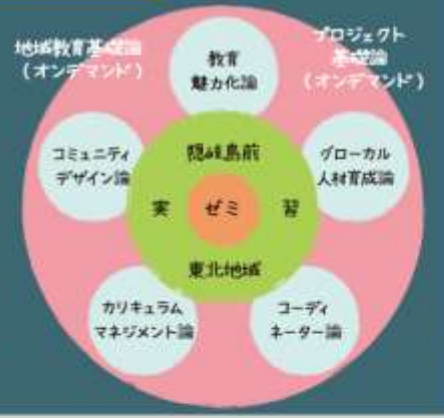 地域教育基礎論
(オンデマンド)
プロジェクト
基礎論
(オンデマンド)
教育
魅力化論
コミュニティ
デザイン論
隠岐島前
グローカル
人材育成論
実
ゼミ
習
東北地域
カリキュラム
マネジメント論
コーディ
ネーター論